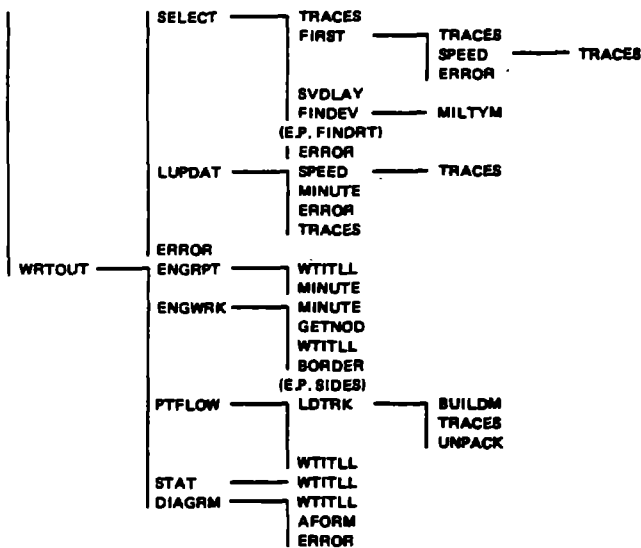 SELECT TRACES
FIRST TRACES
SPEED TRACES
ERROR
SVDLAY
FINDEV MILTYM
(E.P. FINDRT)
ERROR
LUPDAT SPEED TRACES
MINUTE
ERROR
TRACES
ERROR
WRTOUT ENGRPT WTITLL
MINUTE
ENGWRK MINUTE
GETNOD
WTITLL
BORDER
(E.P. SIDES)
PTFLOW LDTRK BUILDM
TRACES
UNPACK
WTITLL
STAT WTITLL
DIAGRM WTITLL
AFORM
ERROR